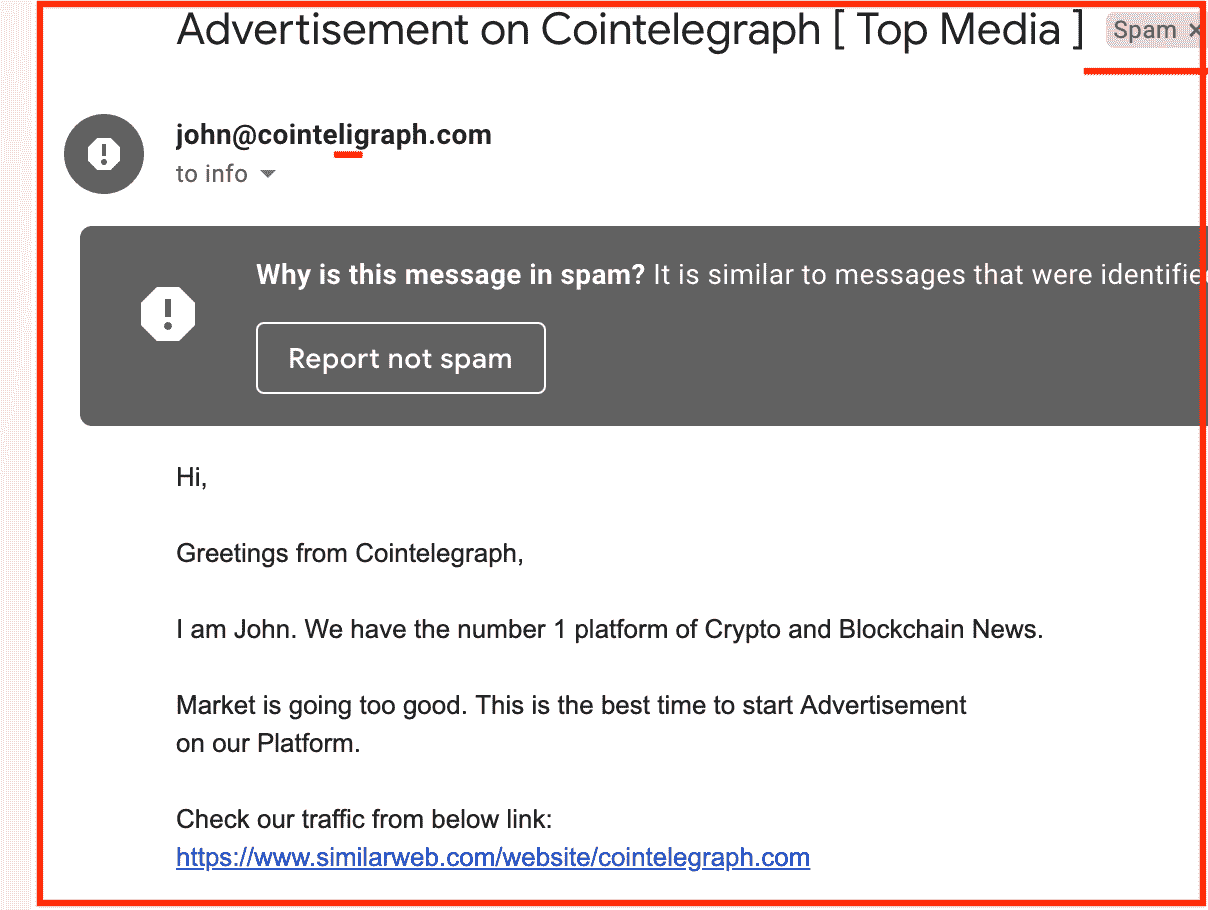 Advertisement on Cointelegraph [ Top Media ] Spam ×
john@cointeligraph.com
to info
Why is this message in spam? It is similar to messages that were identifie
Report not spam
Hi,
Greetings from Cointelegraph,
I am John. We have the number 1 platform of Crypto and Blockchain News.
Market is going too good. This is the best time to start Advertisement
on our Platform.
Check our traffic from below link:
https://www.similarweb.com/website/cointelegraph.com